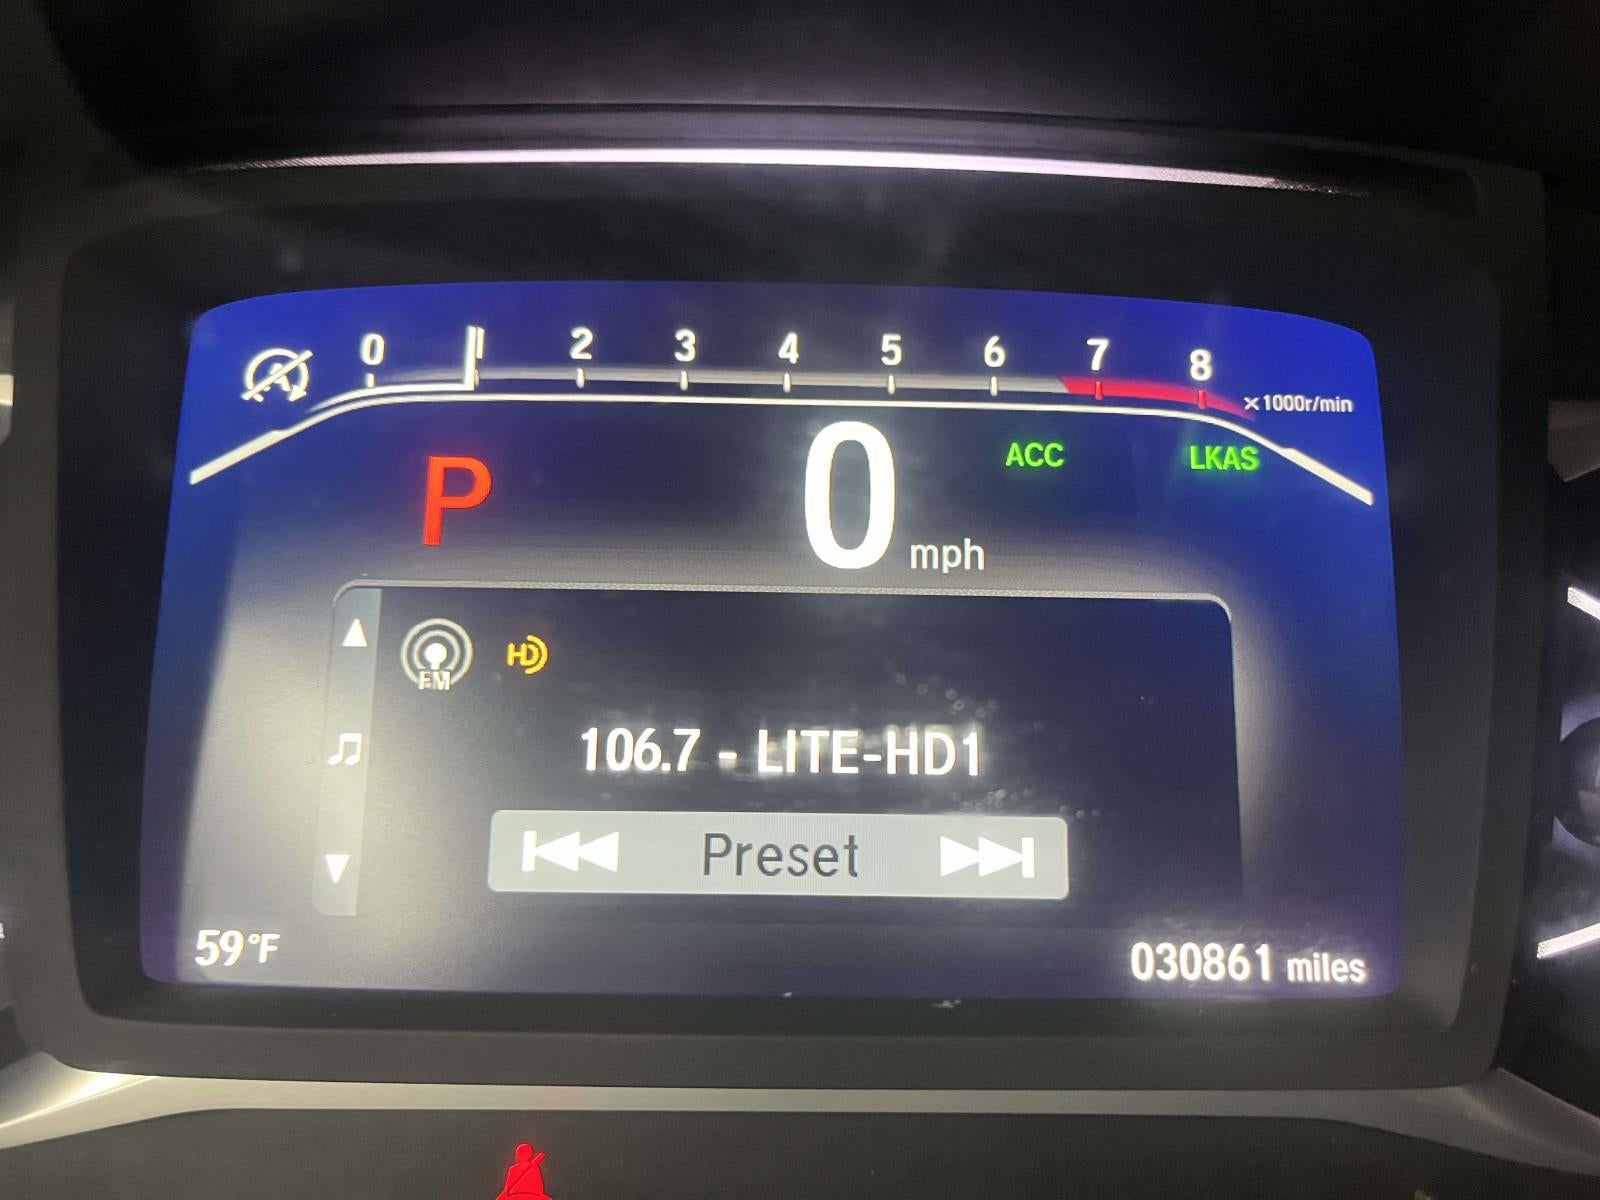 0 1 2 3 4 5 6 7 8
×1000r/min
A
P 0 mph ACC LKAS
FM HD
106.7 - LITE-HD1
Preset
59°F 030861 miles